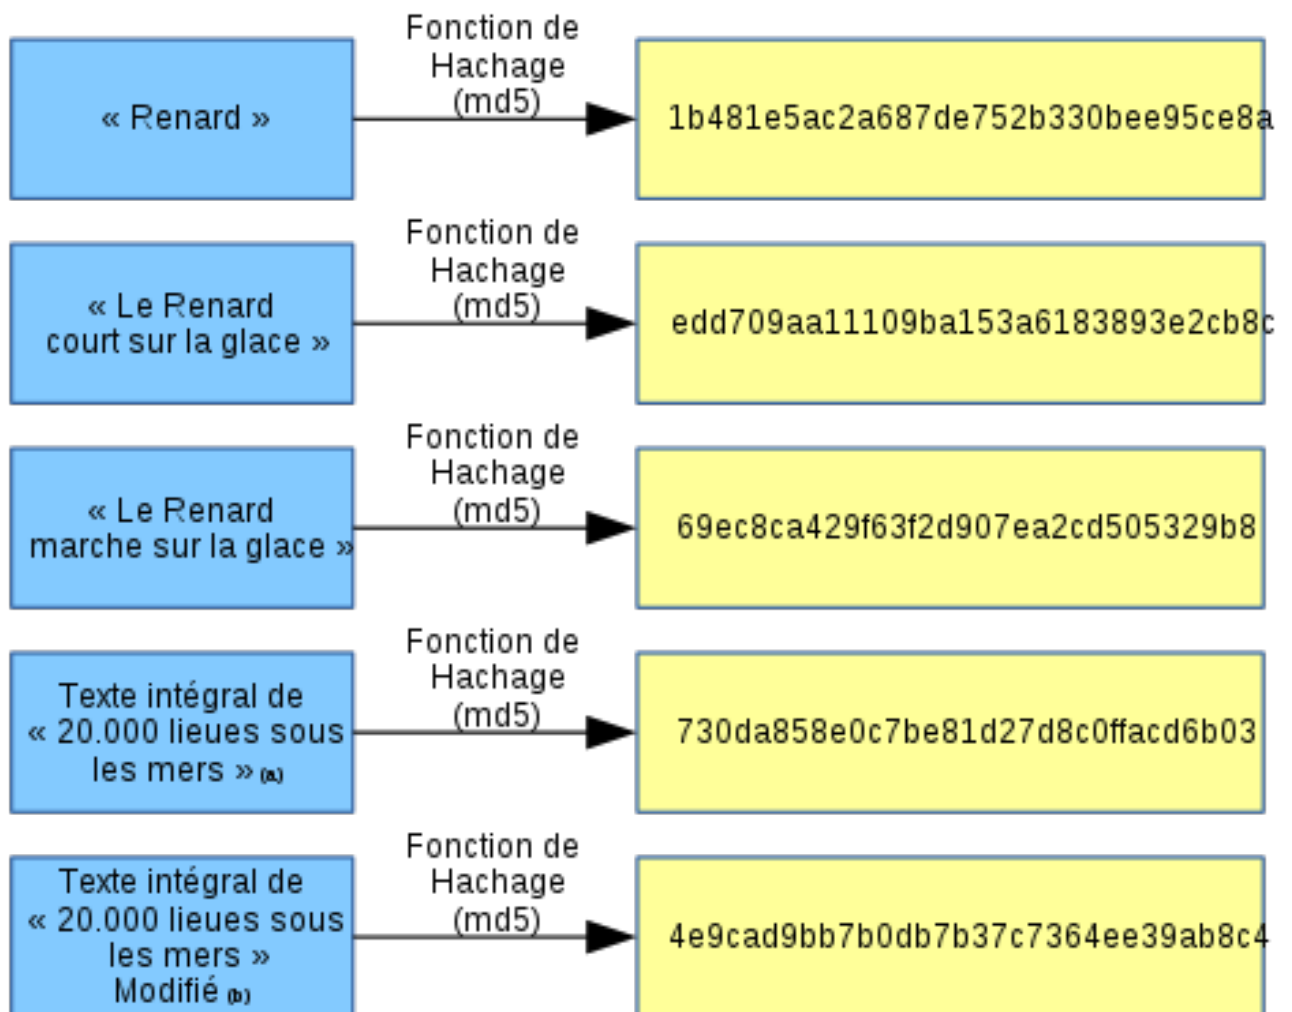 Fonction de
Hachage
(md5)
« Renard »
1b481e5ac2a687de752b330bee95ce8a
Fonction de
Hachage
(md5)
« Le Renard
court sur la glace »
edd709aa11109ba153a6183893e2cb8c
Fonction de
Hachage
(md5)
« Le Renard
marche sur la glace »
69ec8ca429f63f2d907ea2cd505329b8
Fonction de
Hachage
(md5)
Texte intégral de
« 20.000 lieues sous
les mers » (a)
730da858e0c7be81d27d8c0ffacd6b03
Fonction de
Hachage
(md5)
Texte intégral de
« 20.000 lieues sous
les mers »
Modifié (b)
4e9cad9bb7b0db7b37c7364ee39ab8c4